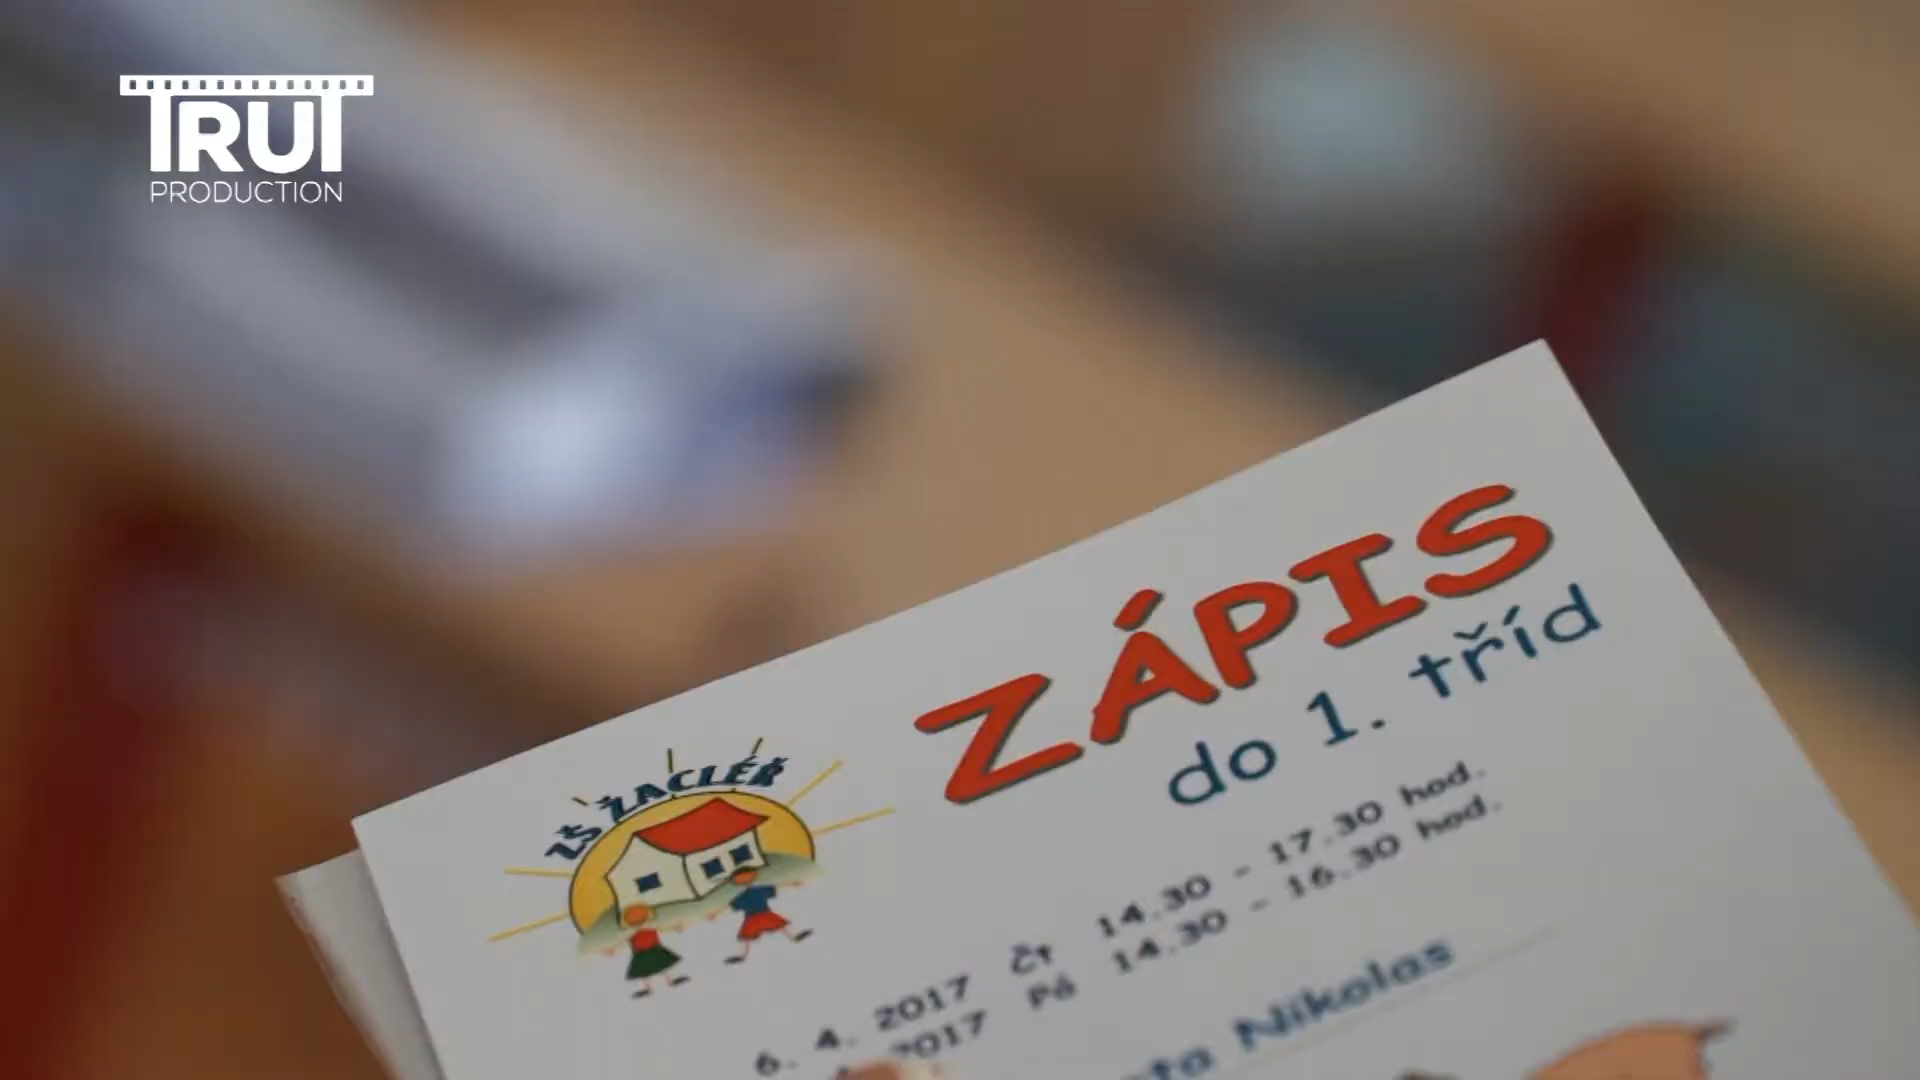 TRUT
PRODUCTION
ZÁPIS
do 1. tříd
ZŠ ŽACLÉŘ
6. 4. 2017 Čt 14.30 - 17.30 hod.
2017 Pá 14.30 - 16.30 hod.
Nikolas